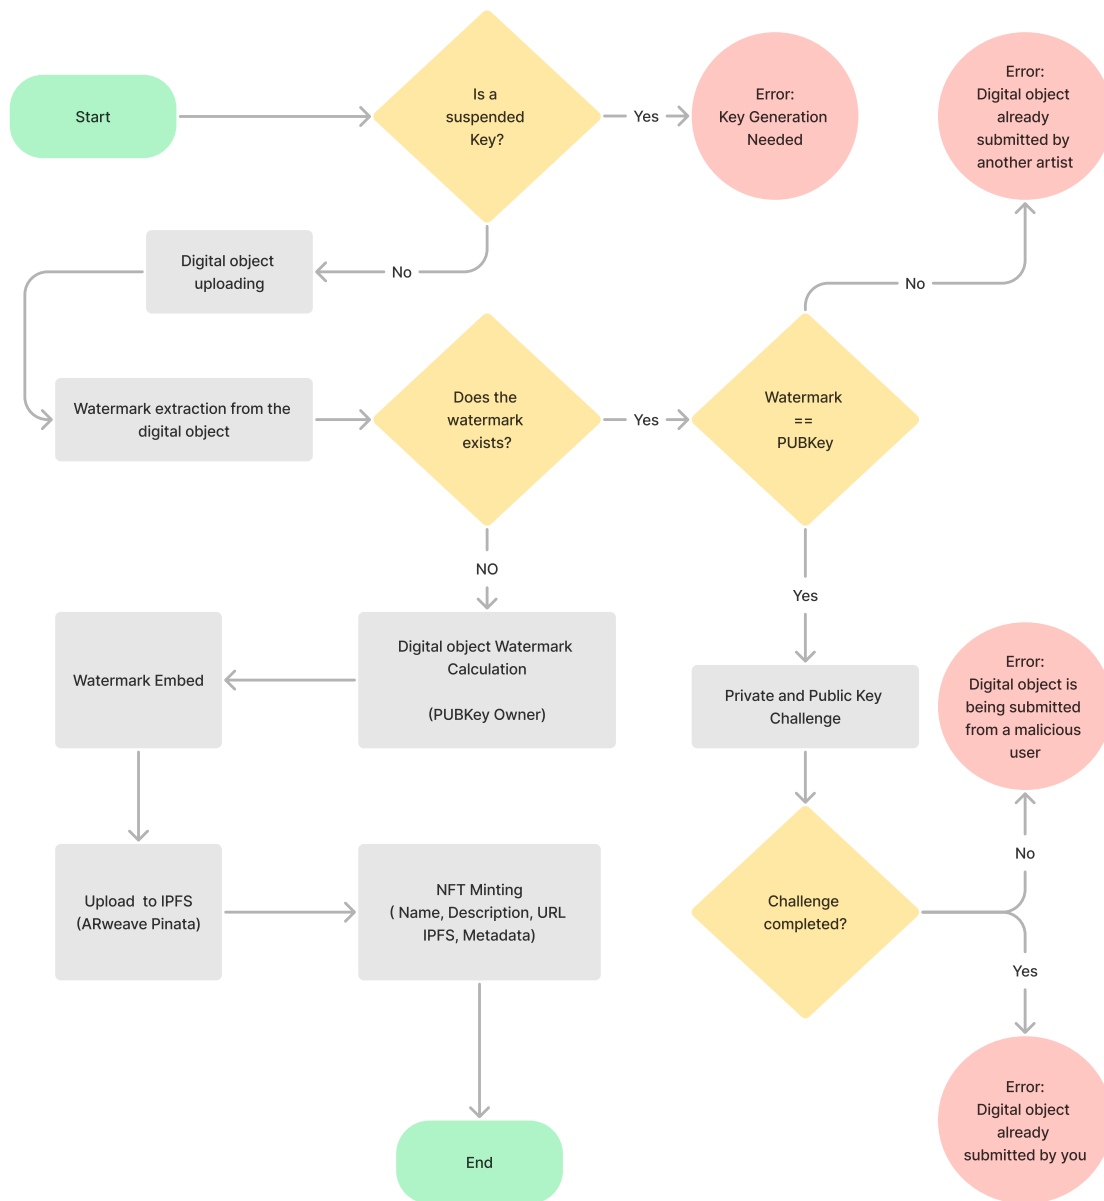 Start
Is a
suspended
Key?
Yes
Error:
Key Generation
Needed
Error:
Digital object
already
submitted by
another artist
Digital object
uploading
No
No
Watermark extraction from the
digital object
Does the
watermark
exists?
Yes
Watermark
==
PUBKey
NO
Yes
Watermark Embed
Digital object Watermark
Calculation
(PUBKey Owner)
Private and Public Key
Challenge
Error:
Digital object is
being submitted
from a malicious
user
No
Upload to IPFS
(ARweave Pinata)
NFT Minting
( Name, Description, URL
IPFS, Metadata)
Challenge
completed?
Yes
End
Error:
Digital object
already
submitted by you